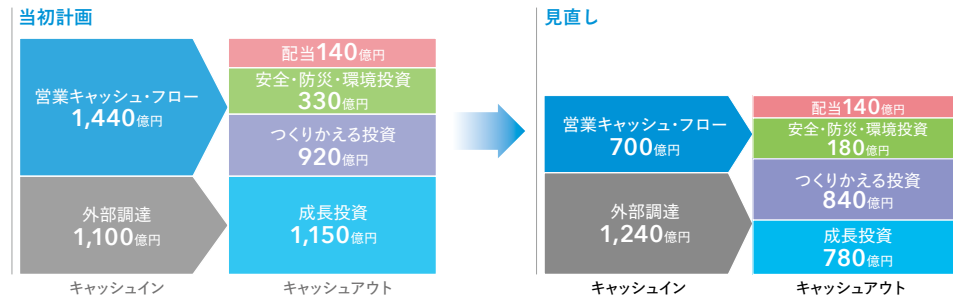 当初計画
営業キャッシュ・フロー
1,440億円
外部調達
1,100億円
キャッシュイン
配当140億円
安全・防災・環境投資
330億円
つくりかえる投資
920億円
成長投資
1,150億円
キャッシュアウト
見直し
営業キャッシュ・フロー
700億円
外部調達
1,240億円
キャッシュイン
配当140億円
安全・防災・環境投資
180億円
つくりかえる投資
840億円
成長投資
780億円
キャッシュアウト